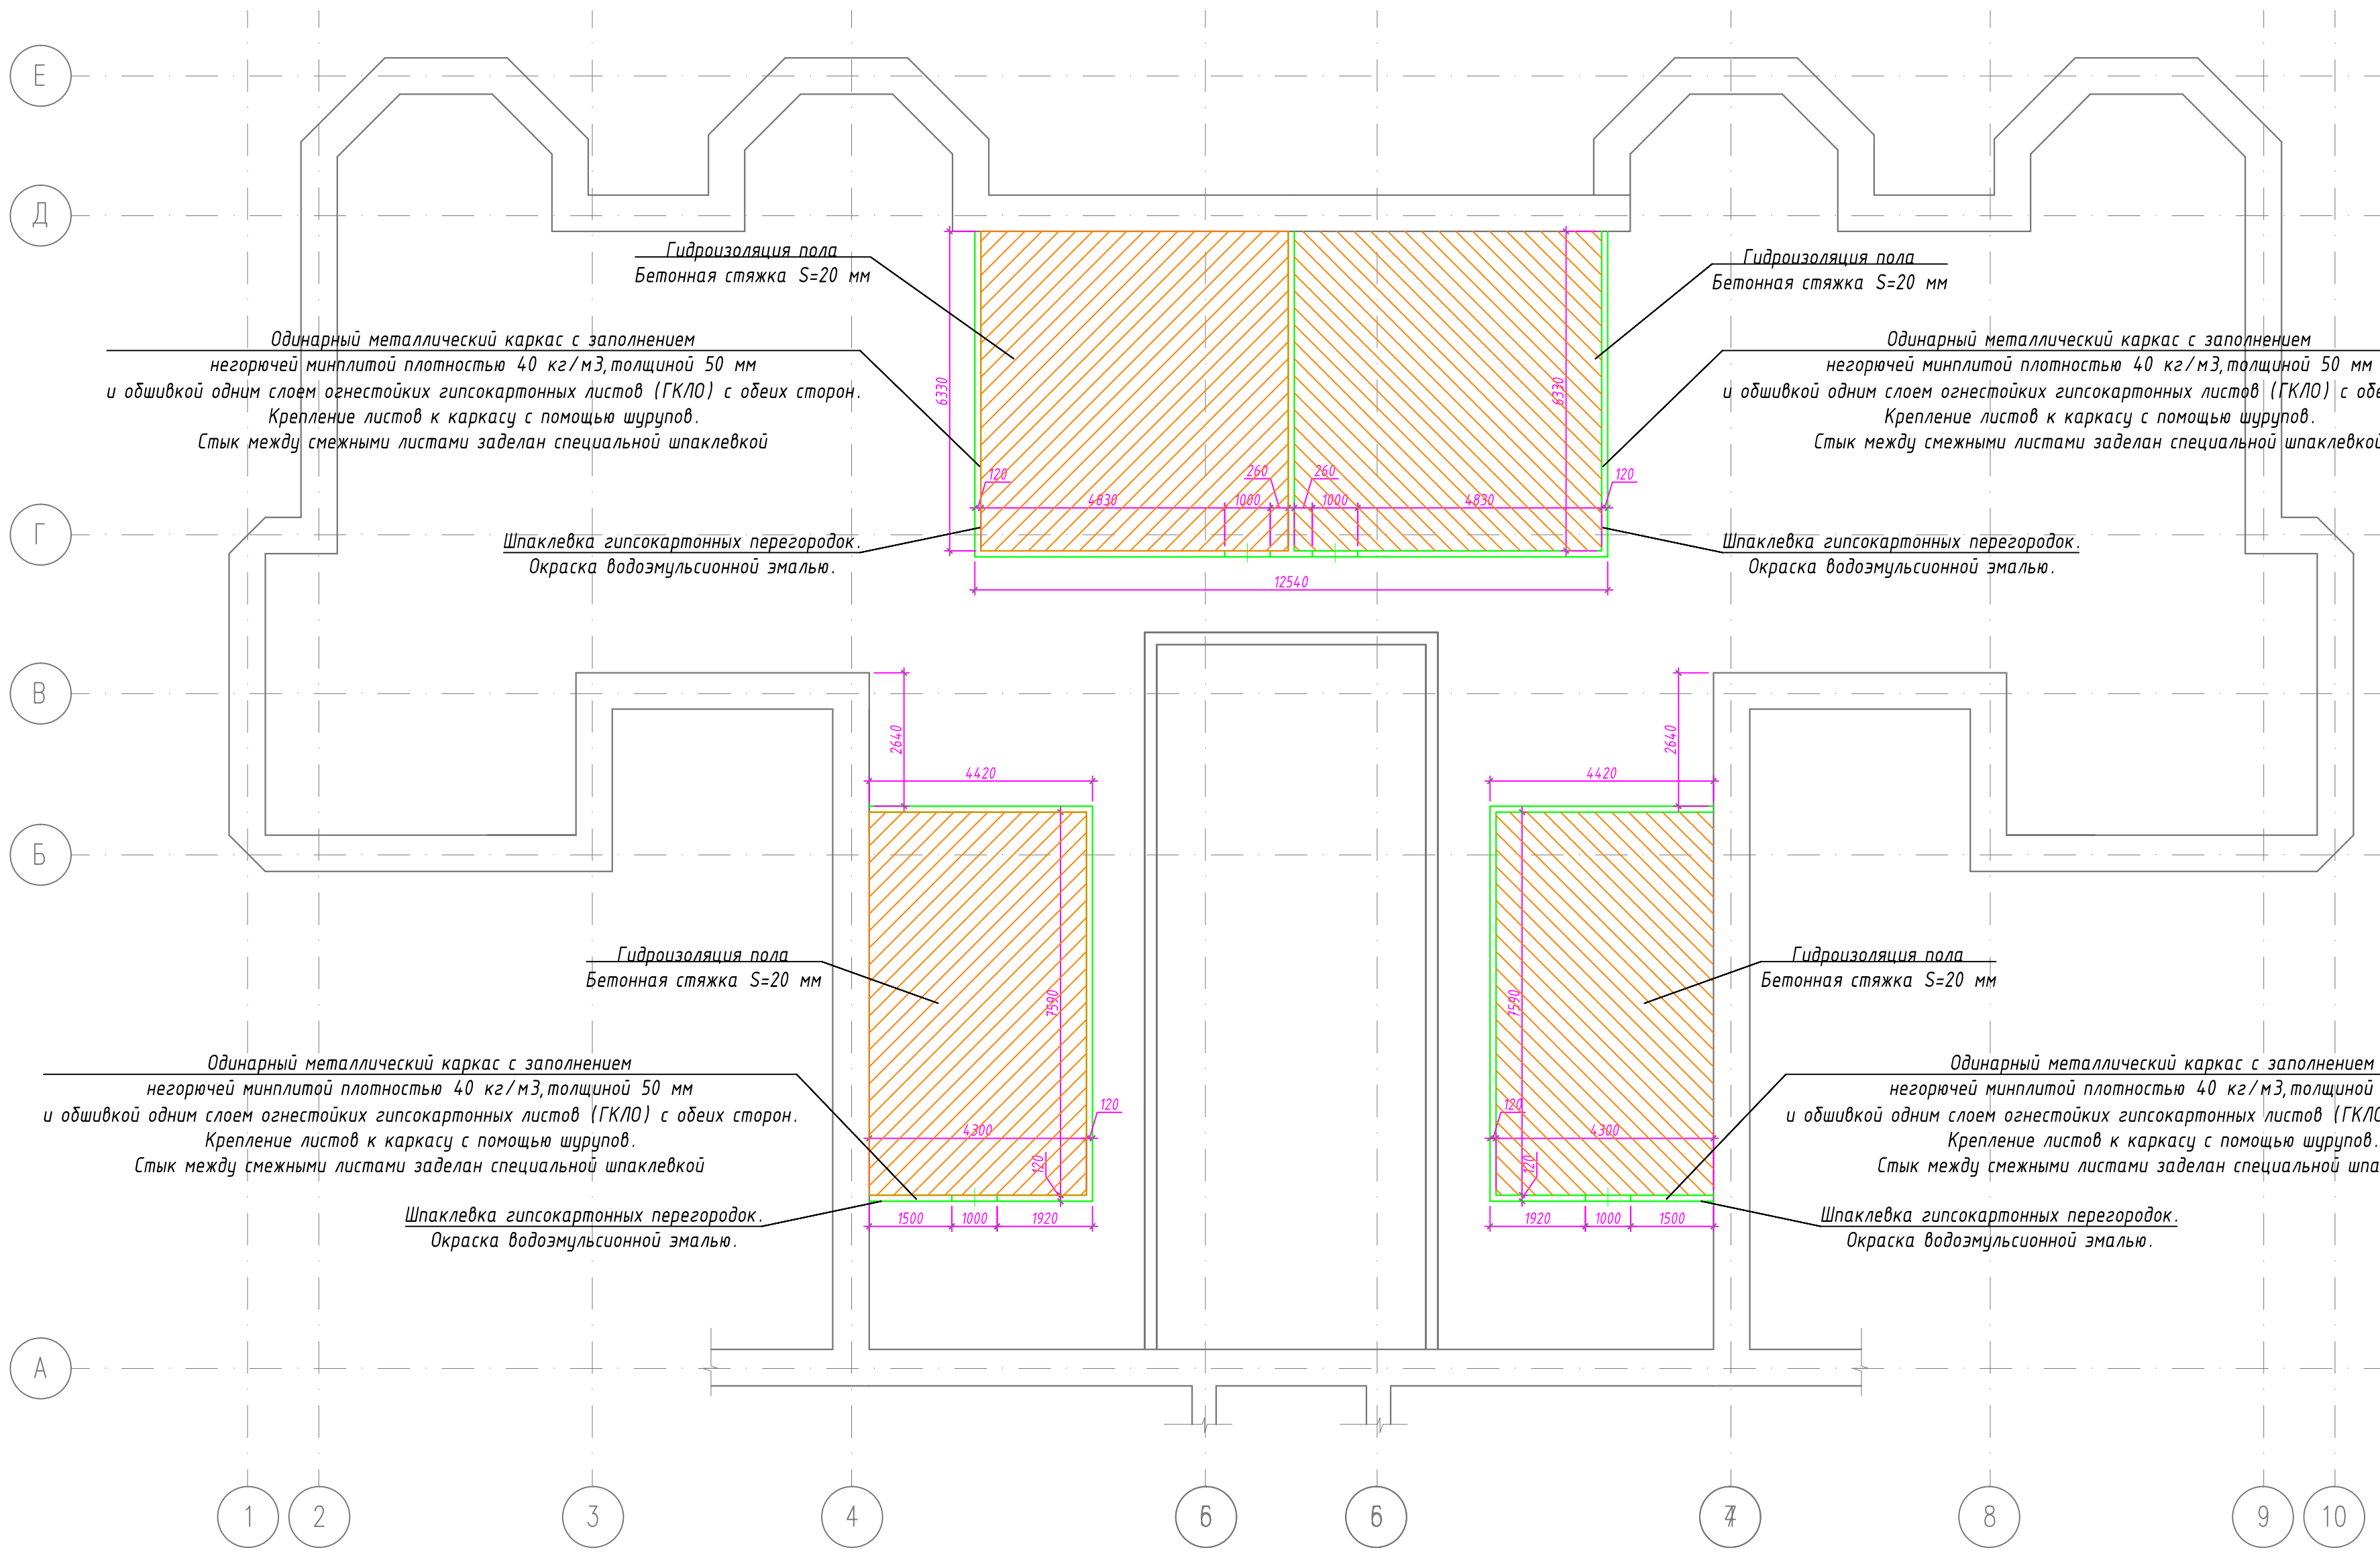 Е
Д
Гидроизоляция пола
Бетонная стяжка S=20 мм
Гидроизоляция пола
Бетонная стяжка S=20 мм
Одинарный металлический каркас с заполнением
негорючей минплитой плотностью 40 кг/м3,толщиной 50 мм
и обшивкой одним слоем огнестойких гипсокартонных листов (ГКЛО) с обеих сторон.
Крепление листов к каркасу с помощью шурупов.
Стык между смежными листами заделан специальной шпаклевкой
Одинарный металлический каркас с заполнением
негорючей минплитой плотностью 40 кг/м3,толщиной 50 мм
и обшивкой одним слоем огнестойких гипсокартонных листов (ГКЛО) с
Крепление листов к каркасу с помощью шурупов.
Стык между смежными листами заделан специальной шпаклевкой
6330
6330
120
260
260
120
4830
1000
1000
4830
Г
Шпаклевка гипсокартонных перегородок.
Окраска водоэмульсионной эмалью.
Шпаклевка гипсокартонных перегородок.
Окраска водоэмульсионной эмалью.
12540
В
2640
2640
4420
4420
Б
Гидроизоляция пола
Бетонная стяжка S=20 мм
Гидроизоляция пола
Бетонная стяжка S=20 мм
7590
7590
Одинарный металлический каркас с заполнением
негорючей минплитой плотностью 40 кг/м3,толщиной 50 мм
и обшивкой одним слоем огнестойких гипсокартонных листов (ГКЛО) с обеих сторон.
Крепление листов к каркасу с помощью шурупов.
Стык между смежными листами заделан специальной шпаклевкой
Одинарный металлический каркас с заполнением
негорючей минплитой плотностью 40 кг/м3,толщиной
и обшивкой одним слоем огнестойких гипсокартонных листов
Крепление листов к каркасу с помощью шурупов.
Стык между смежными листами заделан специальной
120
120
4300
4300
120
120
Шпаклевка гипсокартонных перегородок.
Окраска водоэмульсионной эмалью.
1500
1000
1920
1920
1000
1500
Шпаклевка гипсокартонных перегородок.
Окраска водоэмульсионной эмалью.
А
1
2
3
4
8
9
10